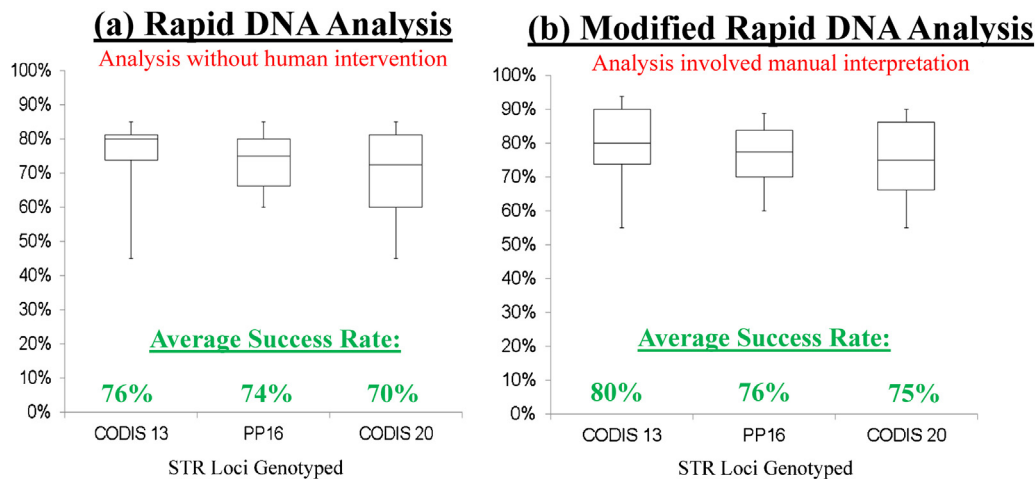 (a) Rapid DNA Analysis
Analysis without human intervention
100%
90%
80%
70%
60%
50%
40%
30%
20%
10%
0%
Average Success Rate:
76% 74% 70%
CODIS 13 PP16 CODIS 20
STR Loci Genotyped
(b) Modified Rapid DNA Analysis
Analysis involved manual interpretation
100%
90%
80%
70%
60%
50%
40%
30%
20%
10%
0%
Average Success Rate:
80% 76% 75%
CODIS 13 PP16 CODIS 20
STR Loci Genotyped